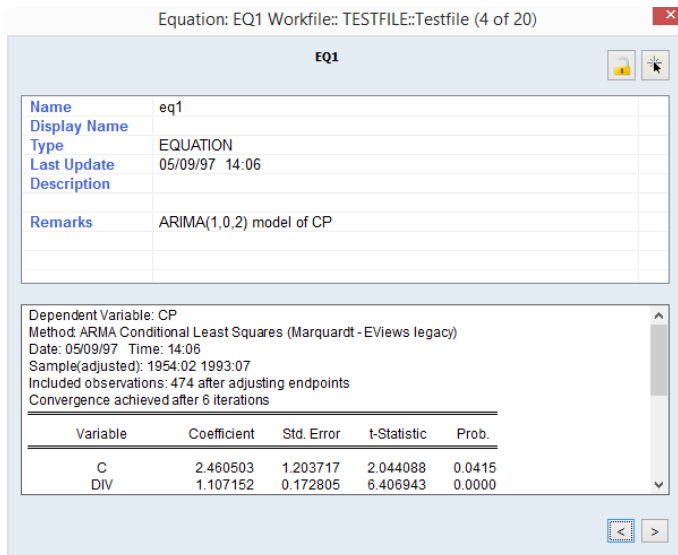 Equation: EQ1 Workfile:: TESTFILE::Testfile (4 of 20)
EQ1
Name eq1
Display Name
Type EQUATION
Last Update 05/09/97 14:06
Description
Remarks ARIMA(1,0,2) model of CP
Dependent Variable: CP
Method: ARMA Conditional Least Squares (Marquardt - EViews legacy)
Date: 05/09/97 Time: 14:06
Sample(adjusted): 1954:02 1993:07
Included observations: 474 after adjusting endpoints
Convergence achieved after 6 iterations
Variable Coefficient Std. Error t-Statistic Prob.
C 2.460503 1.203717 2.044088 0.0415
DIV 1.107152 0.172805 6.406943 0.0000
< >